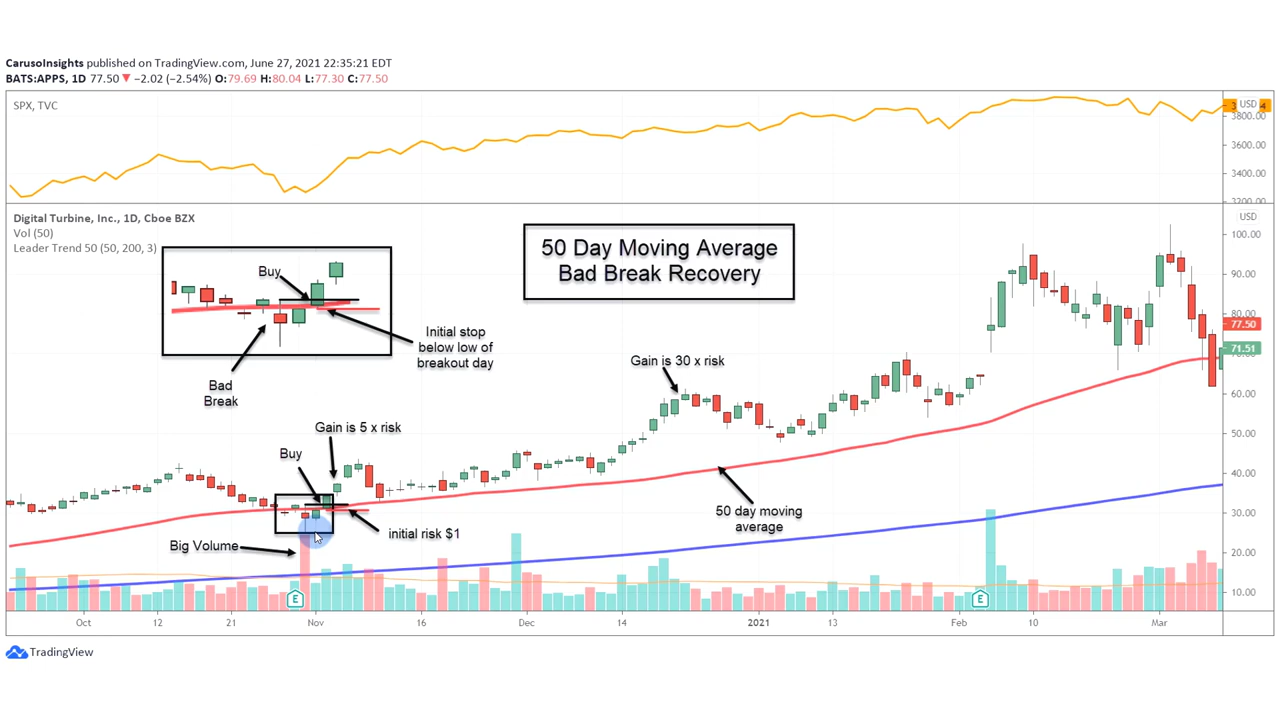 CarusoInsights published on TradingView.com, June 27, 2021 22:35:21 EDT
BATS:APPS, 1D 77.50 ▼ −2.02 (−2.54%) O:79.69 H:80.04 L:77.30 C:77.50
SPX, TVC
USD
3800.00
3600.00
3400.00
3200.00
Digital Turbine, Inc., 1D, Cboe BZX
Vol (50)
Leader Trend 50 (50, 200, 3)
USD
50 Day Moving Average
Bad Break Recovery
Buy
Initial stop
below low of
breakout day
Bad
Break
Gain is 30 x risk
Gain is 5 x risk
Buy
50 day moving
average
initial risk $1
Big Volume
E
E
100.00
90.00
80.00
77.50
71.51
60.00
50.00
40.00
30.00
20.00
10.00
Oct 12 21 Nov 16 Dec 14 2021 13 Feb 10 Mar
TradingView